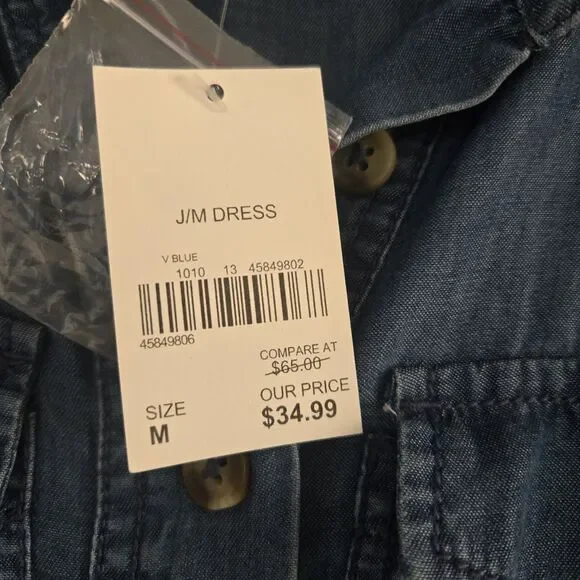 J/M DRESS
V BLUE
1010 13 45849802
45849806
COMPARE AT
$65.00
OUR PRICE
$34.99
SIZE
M